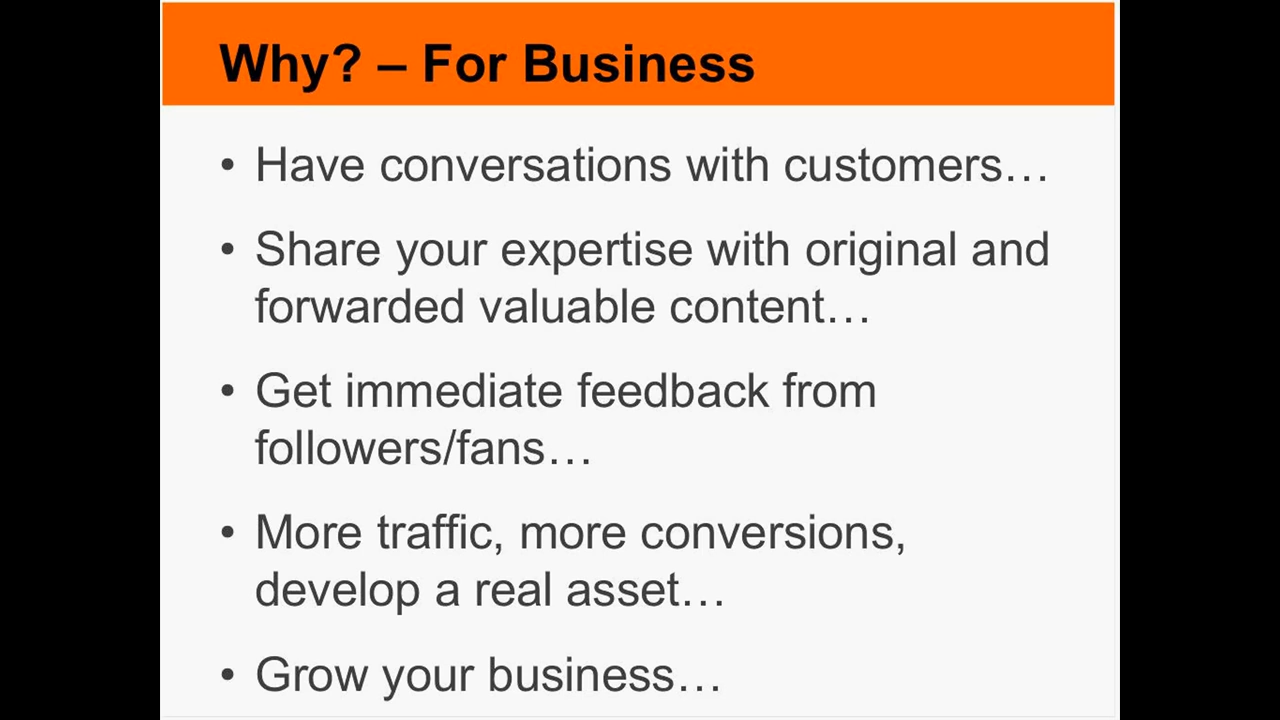 Why? – For Business
• Have conversations with customers…
• Share your expertise with original and
forwarded valuable content…
• Get immediate feedback from
followers/fans…
• More traffic, more conversions,
develop a real asset…
• Grow your business…